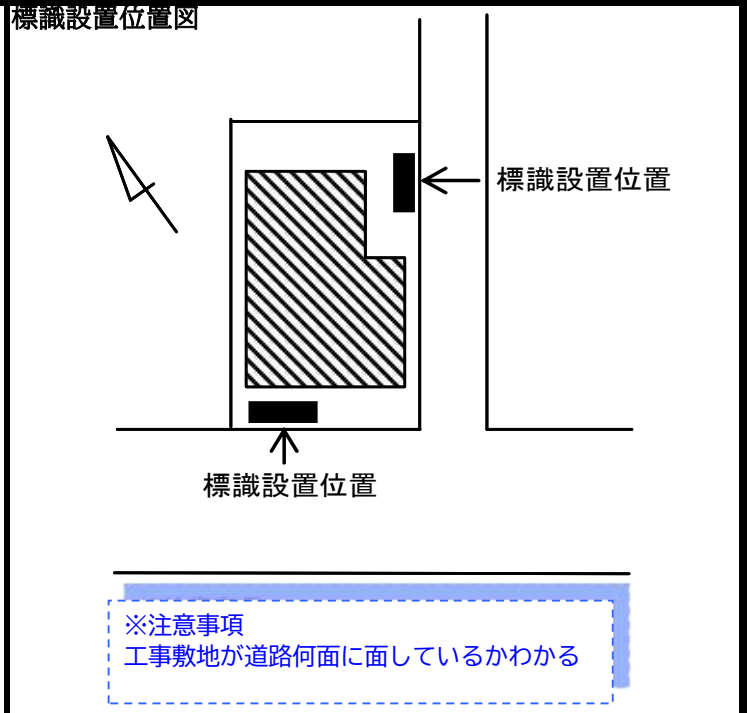 標識設置位置図
標識設置位置
標識設置位置
※注意事項
工事敷地が道路何面に面しているかわかる